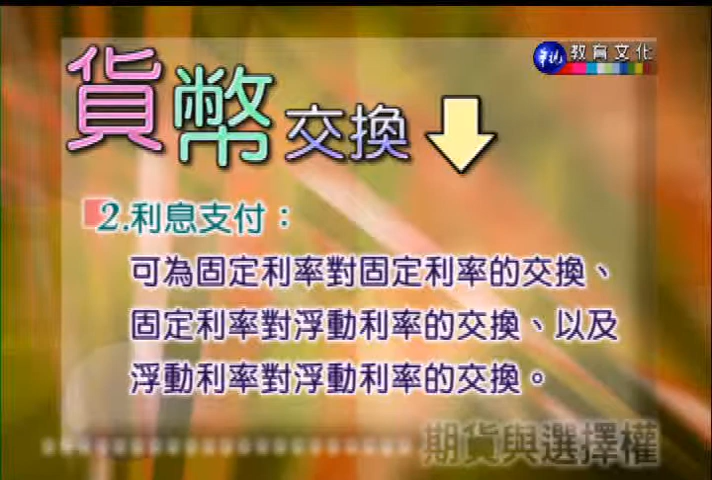 華視 教育文化
貨幣交換
2.利息支付：
可為固定利率對固定利率的交換、
固定利率對浮動利率的交換、以及
浮動利率對浮動利率的交換。
期貨與選擇權